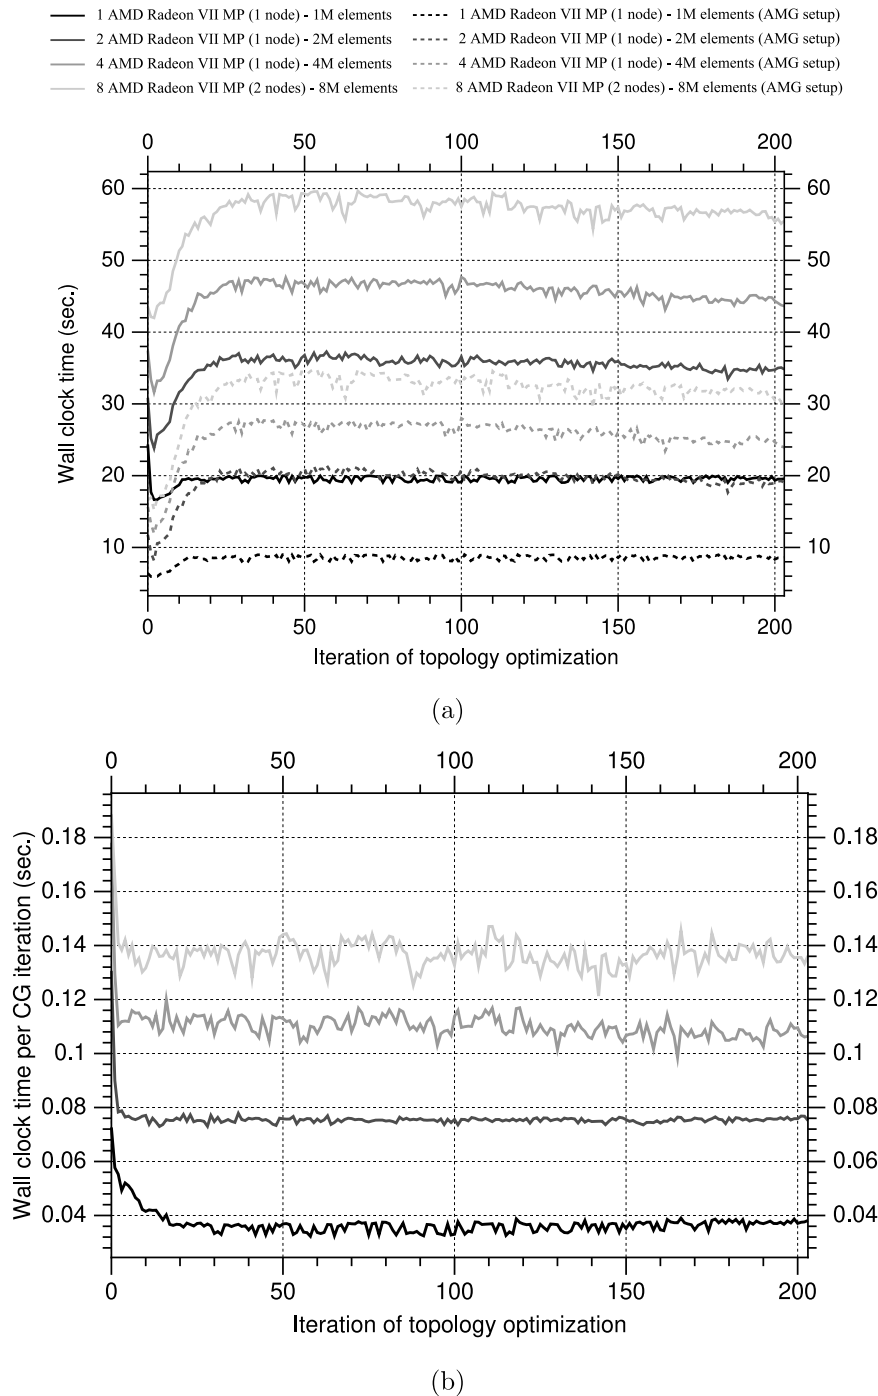 1 AMD Radeon VII MP (1 node) - 1M elements
2 AMD Radeon VII MP (1 node) - 2M elements
4 AMD Radeon VII MP (1 node) - 4M elements
8 AMD Radeon VII MP (2 nodes) - 8M elements
1 AMD Radeon VII MP (1 node) - 1M elements (AMG setup)
2 AMD Radeon VII MP (1 node) - 2M elements (AMG setup)
4 AMD Radeon VII MP (1 node) - 4M elements (AMG setup)
8 AMD Radeon VII MP (2 nodes) - 8M elements (AMG setup)
0 50 100 150 200
60 60
50 50
40 40
30 30
20 20
10 10
Wall clock time (sec.)
0 50 100 150 200
Iteration of topology optimization
(a)
0 50 100 150 200
0.18 0.18
0.16 0.16
0.14 0.14
0.12 0.12
0.1 0.1
0.08 0.08
0.06 0.06
0.04 0.04
Wall clock time per CG iteration (sec.)
0 50 100 150 200
Iteration of topology optimization
(b)